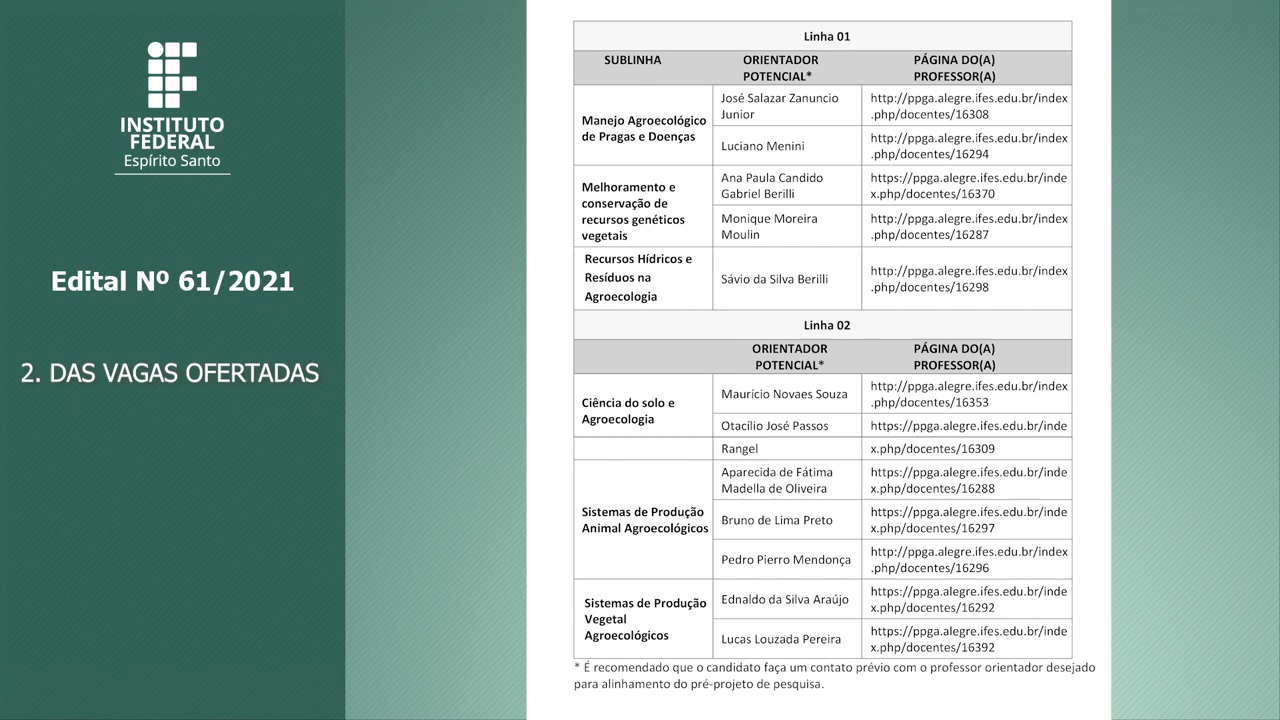 INSTITUTO
FEDERAL
Espírito Santo
Edital Nº 61/2021
2. DAS VAGAS OFERTADAS
Linha 01
SUBLINHA
ORIENTADOR
POTENCIAL*
PÁGINA DO(A)
PROFESSOR(A)
Manejo Agroecológico
de Pragas e Doenças
José Salazar Zanuncio
Junior
http://ppga.alegre.ifes.edu.br/index
.php/docentes/16308
Luciano Menini
http://ppga.alegre.ifes.edu.br/index
.php/docentes/16294
Melhoramento e
conservação de
recursos genéticos
vegetais
Ana Paula Candido
Gabriel Berilli
https://ppga.alegre.ifes.edu.br/inde
x.php/docentes/16370
Monique Moreira
Moulin
http://ppga.alegre.ifes.edu.br/index
.php/docentes/16287
Recursos Hídricos e
Resíduos na
Agroecologia
Sávio da Silva Berilli
http://ppga.alegre.ifes.edu.br/index
.php/docentes/16298
Linha 02
ORIENTADOR
POTENCIAL*
PÁGINA DO(A)
PROFESSOR(A)
Ciência do solo e
Agroecologia
Maurício Novaes Souza
http://ppga.alegre.ifes.edu.br/index
.php/docentes/16353
Otacílio José Passos
https://ppga.alegre.ifes.edu.br/inde
Rangel
x.php/docentes/16309
Sistemas de Produção
Animal Agroecológicos
Aparecida de Fátima
Madella de Oliveira
https://ppga.alegre.ifes.edu.br/inde
x.php/docentes/16288
Bruno de Lima Preto
https://ppga.alegre.ifes.edu.br/inde
x.php/docentes/16297
Pedro Pierro Mendonça
http://ppga.alegre.ifes.edu.br/index
.php/docentes/16296
Sistemas de Produção
Vegetal
Agroecológicos
Ednaldo da Silva Araújo
https://ppga.alegre.ifes.edu.br/inde
x.php/docentes/16292
Lucas Louzada Pereira
https://ppga.alegre.ifes.edu.br/inde
x.php/docentes/16392
* É recomendado que o candidato faça um contato prévio com o professor orientador desejado
para alinhamento do pré-projeto de pesquisa.